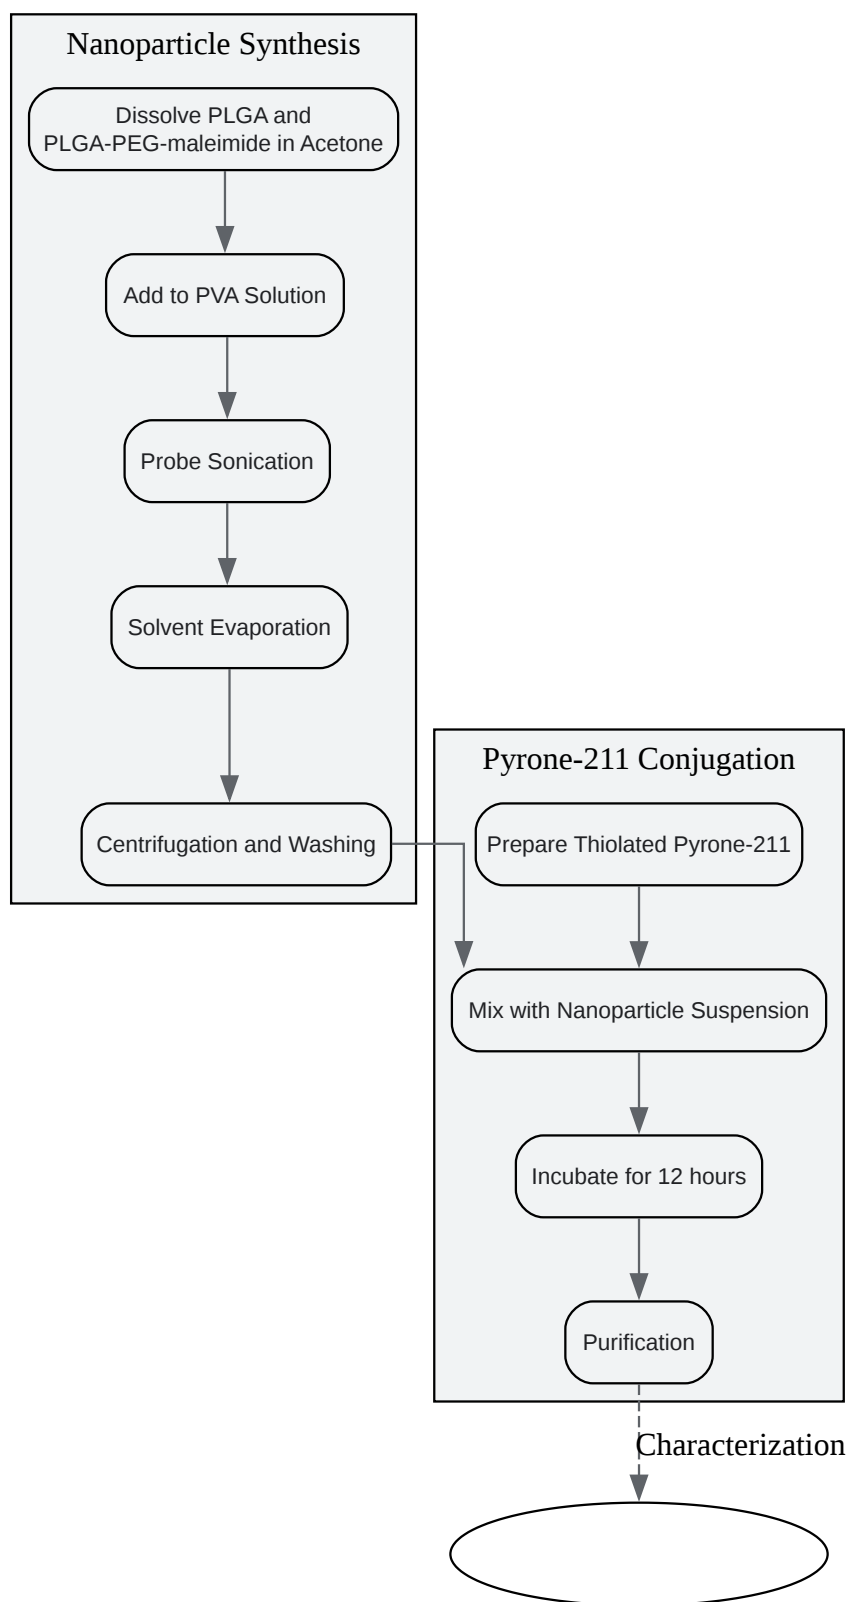 Nanoparticle Synthesis
Dissolve PLGA and
PLGA-PEG-maleimide in Acetone
Add to PVA Solution
Probe Sonication
Solvent Evaporation
Centrifugation and Washing
Pyrone-211 Conjugation
Prepare Thiolated Pyrone-211
Mix with Nanoparticle Suspension
Incubate for 12 hours
Purification
Characterization